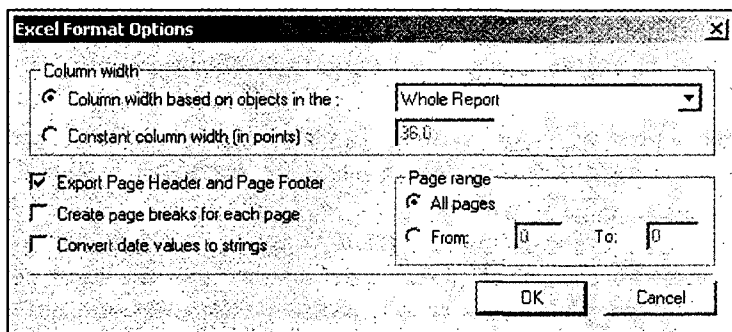 Excel Format Options
Column width
Column width based on objects in the :
Whole Report
Constant column width (in points) :
36.0
Export Page Header and Page Footer
Create page breaks for each page
Convert date values to strings
Page range
All pages
From: 0 To: 0
OK Cancel